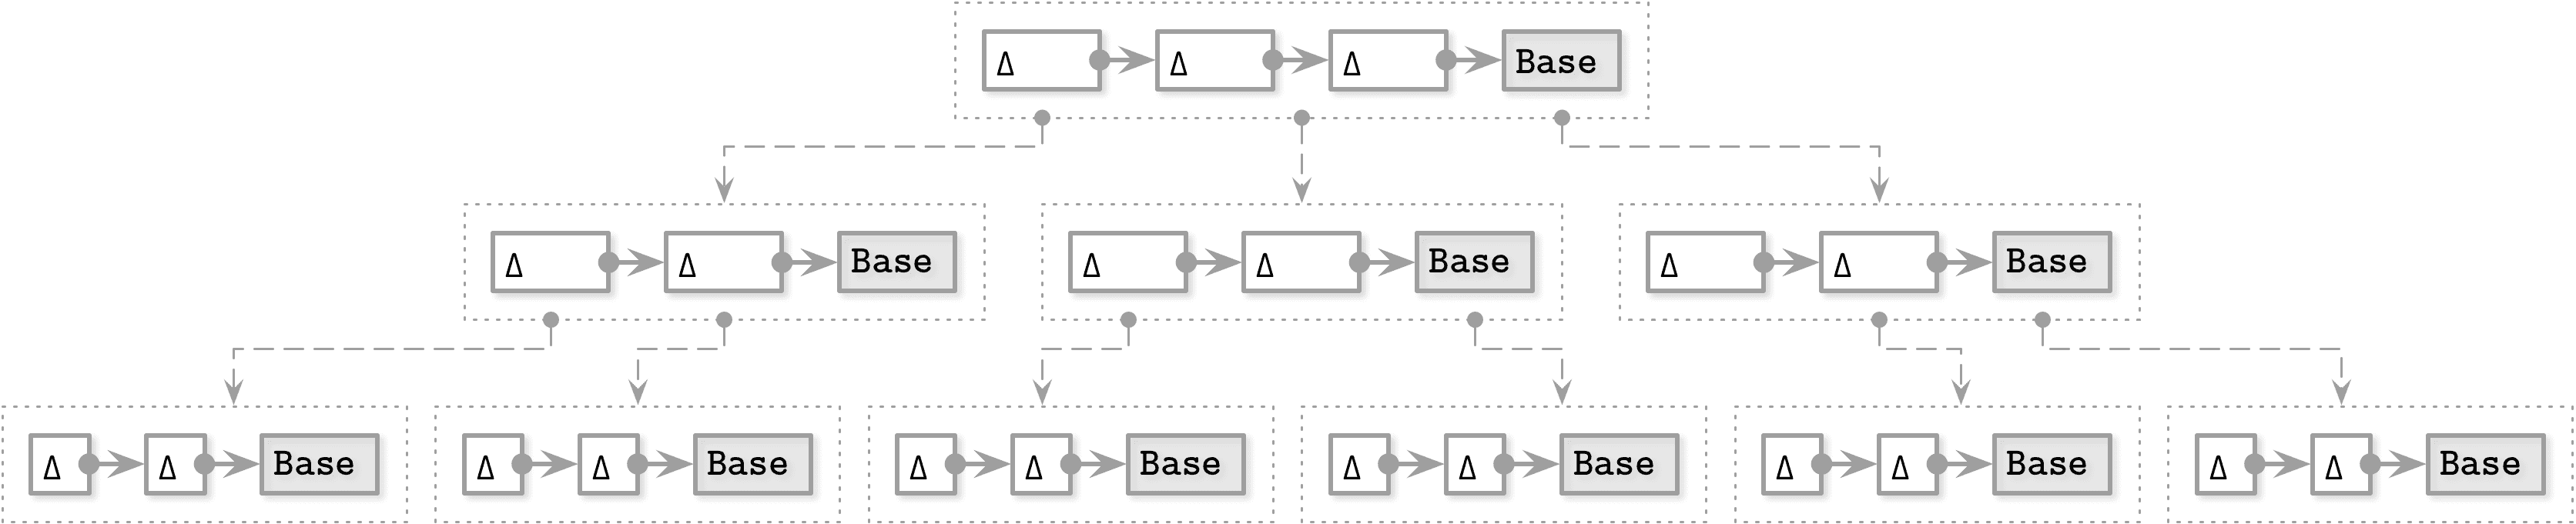 Δ Δ Δ Base
Δ Δ Base Δ Δ Base Δ Δ Base
Δ Δ Base Δ Δ Base Δ Δ Base Δ Δ Base Δ Δ Base Δ Δ Base